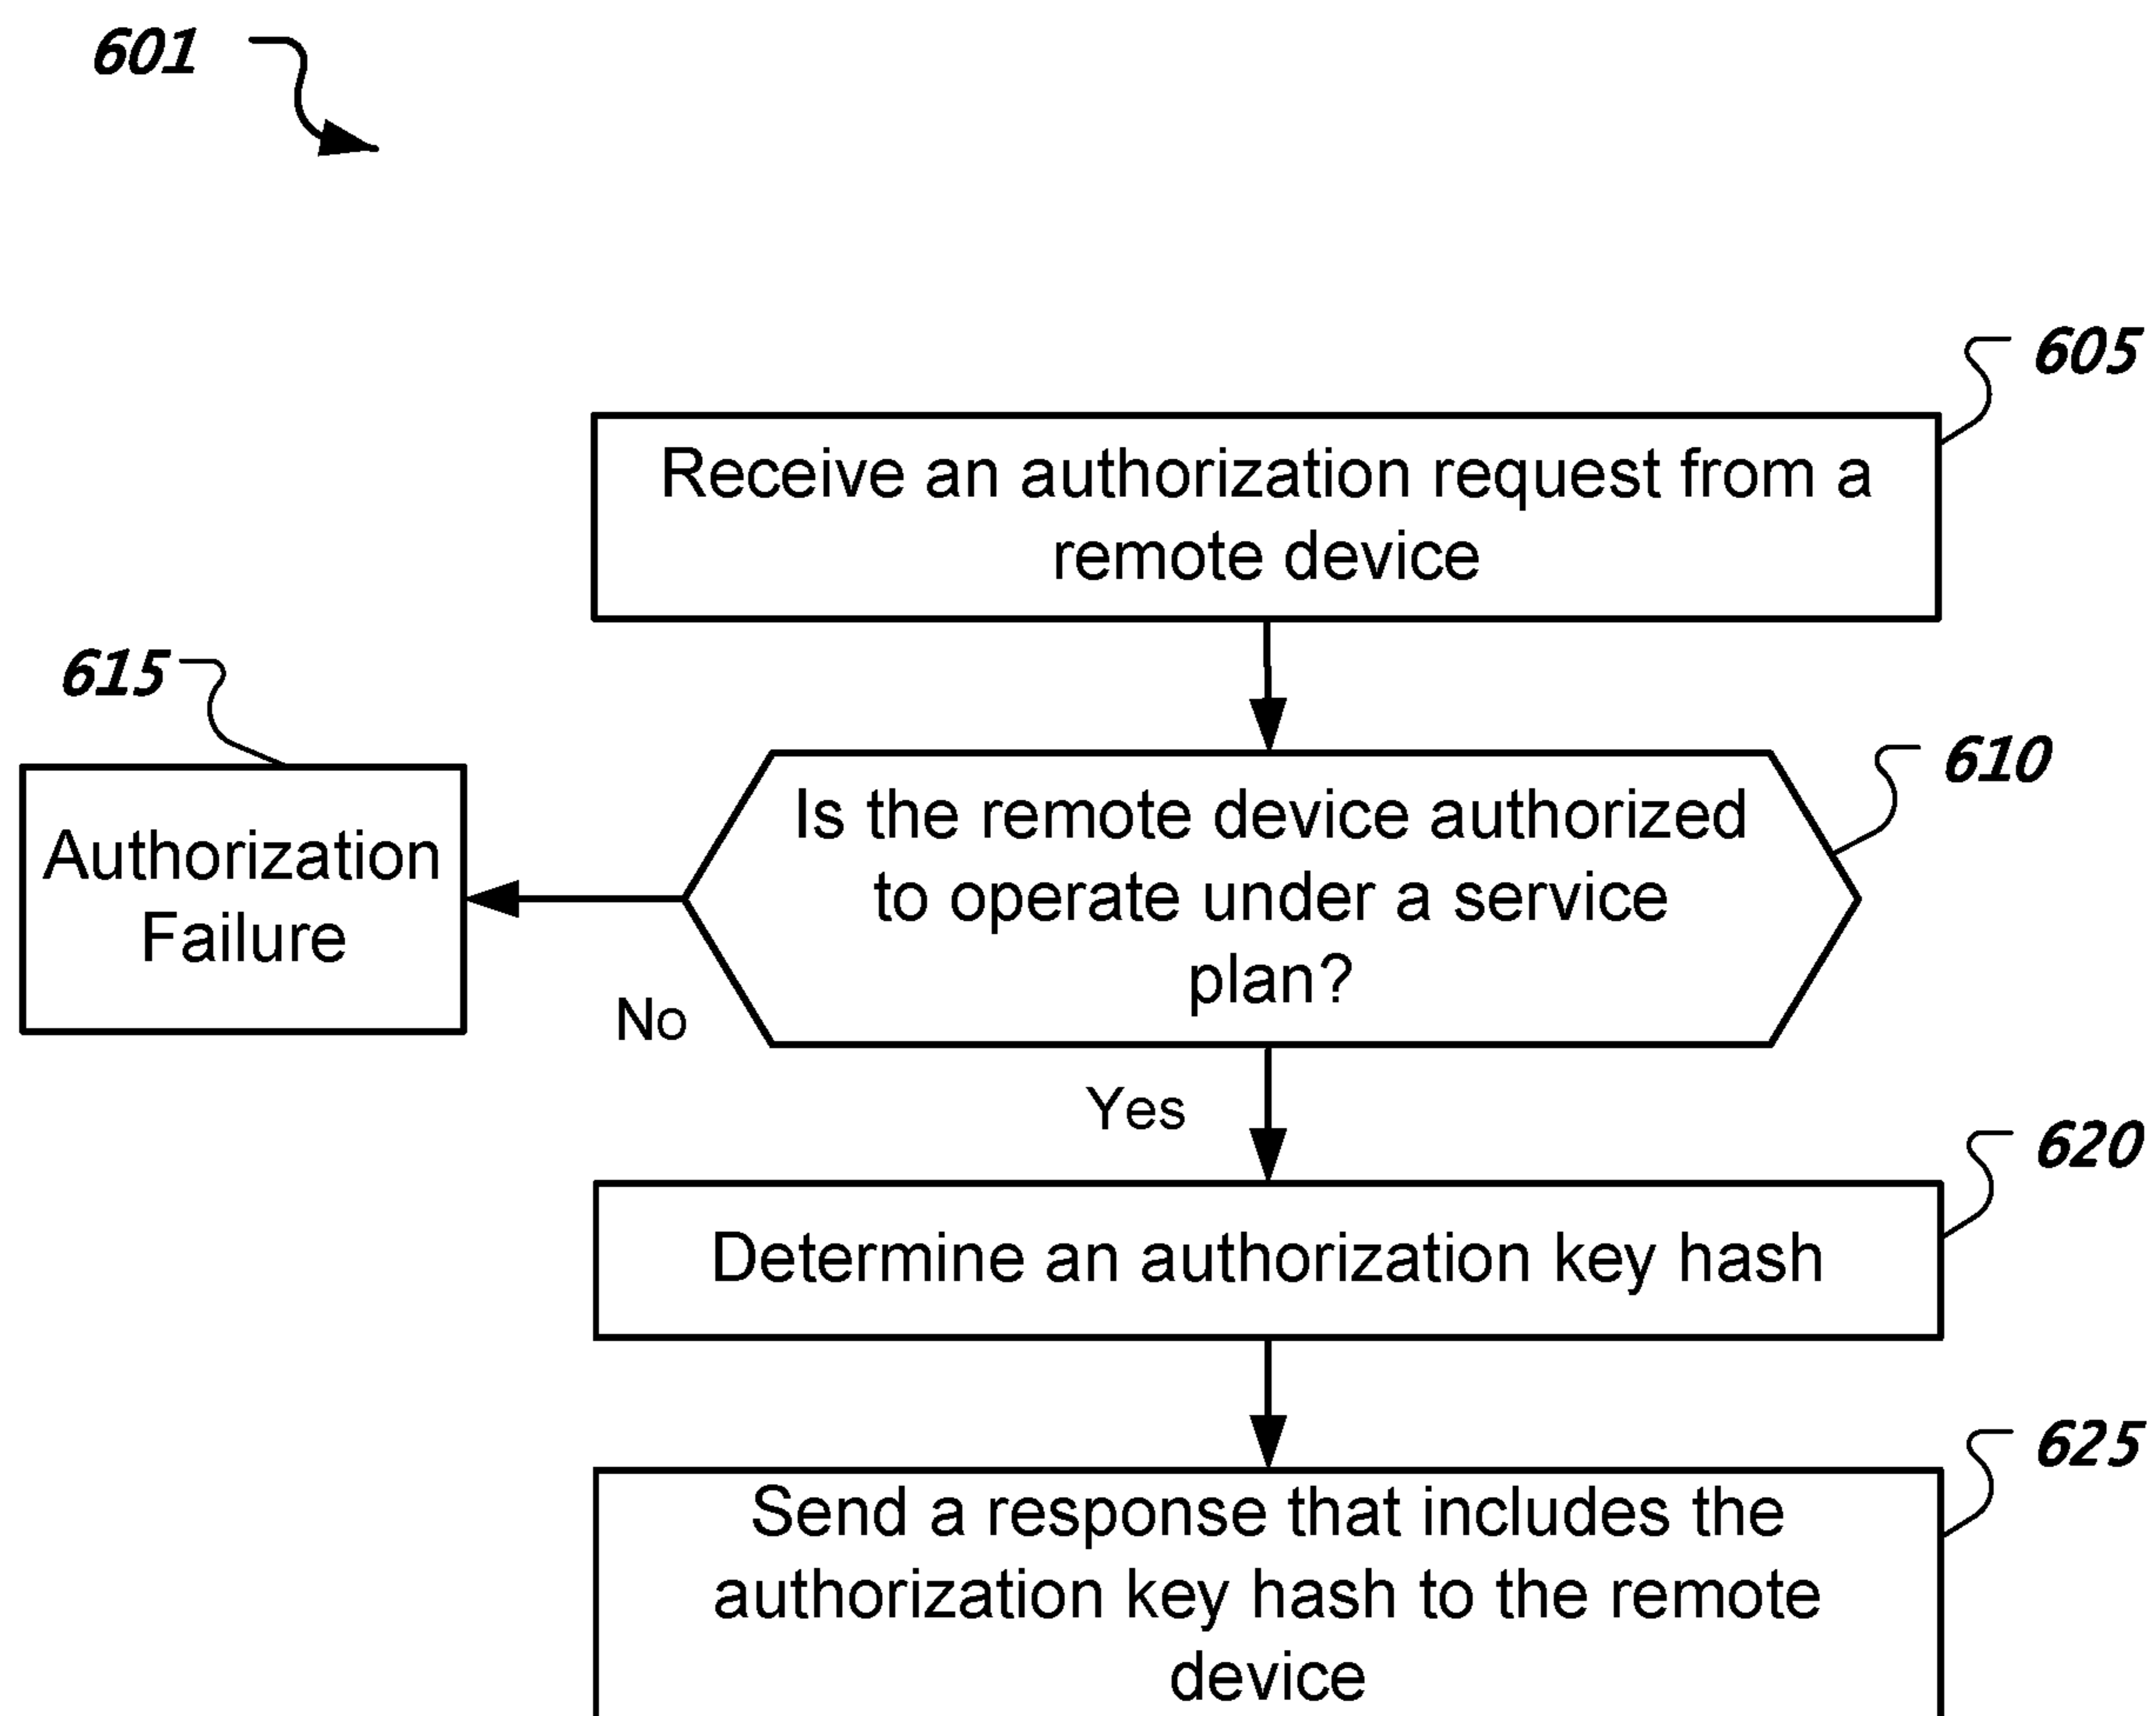 601
605
Receive an authorization request from a
remote device
615
610
Authorization
Failure
Is the remote device authorized
to operate under a service
plan?
No
Yes
620
Determine an authorization key hash
625
Send a response that includes the
authorization key hash to the remote
device